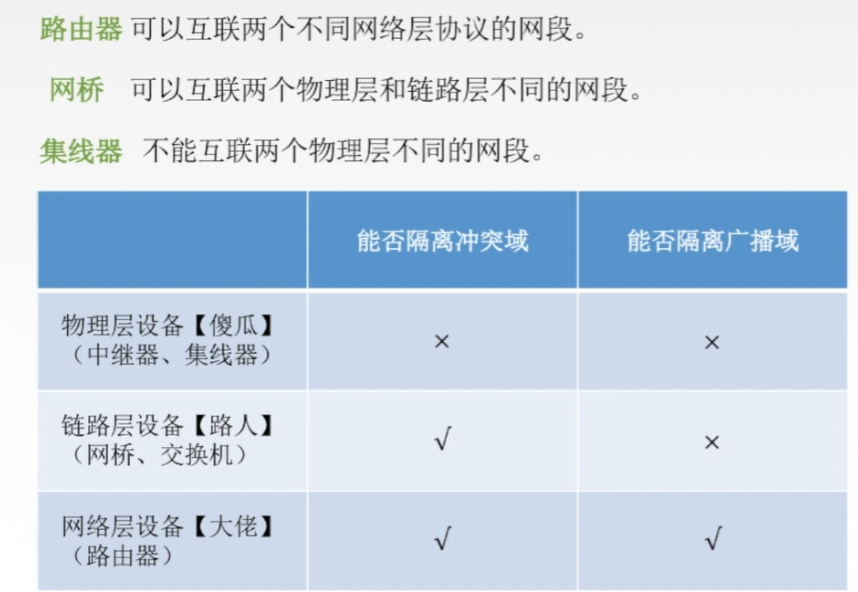 路由器 可以互联两个不同网络层协议的网段。
网桥 可以互联两个物理层和链路层不同的网段。
集线器 不能互联两个物理层不同的网段。
能否隔离冲突域 能否隔离广播域
物理层设备【傻瓜】
（中继器、集线器） × ×
链路层设备【路人】
（网桥、交换机） √ ×
网络层设备【大佬】
（路由器） √ √